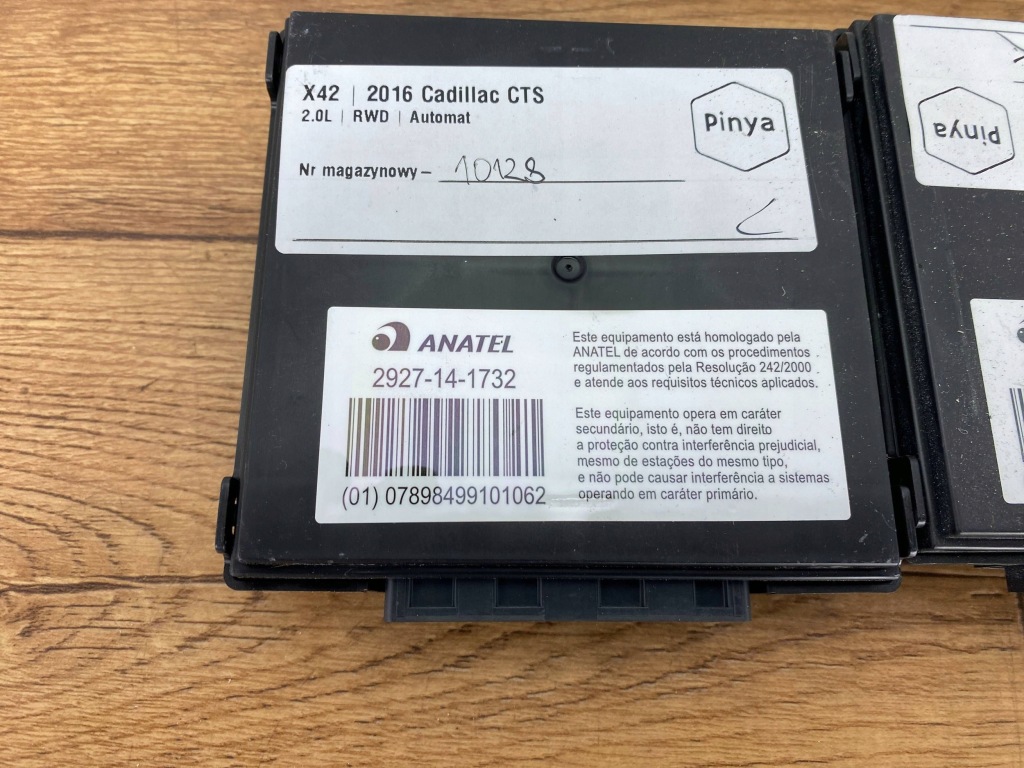 X42 | 2016 Cadillac CTS
2.0L | RWD | Automat
Pinya
Nr magazynowy – 10128
ANATEL
2927-14-1732
(01) 07898499101062
Este equipamento está homologado pela
ANATEL de acordo com os procedimentos
regulamentados pela Resolução 242/2000
e atende aos requisitos técnicos aplicados.
Este equipamento opera em caráter
secundário, isto é, não tem direito
a proteção contra interferência prejudicial,
mesmo de estações do mesmo tipo,
e não pode causar interferência a sistemas
operando em caráter primário.
Pinya